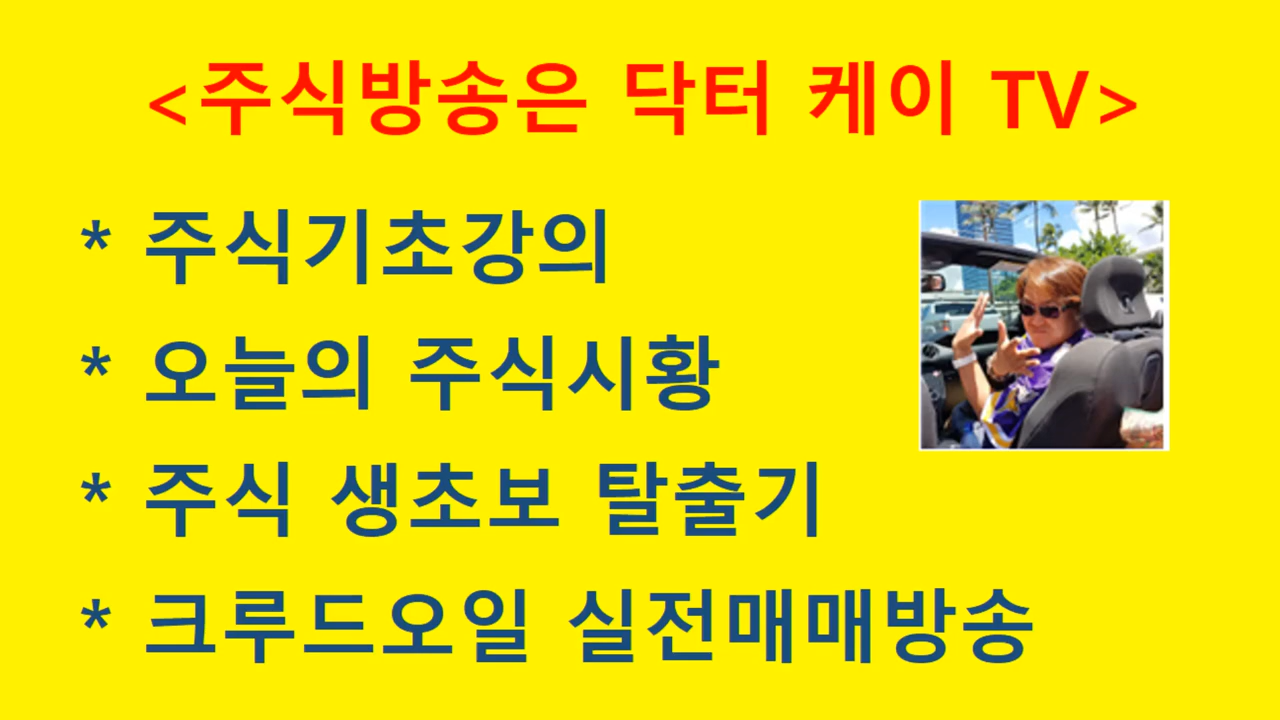 <주식방송은 닥터 케이 TV>
* 주식기초강의
* 오늘의 주식시황
* 주식 생초보 탈출기
* 크루드오일 실전매매방송